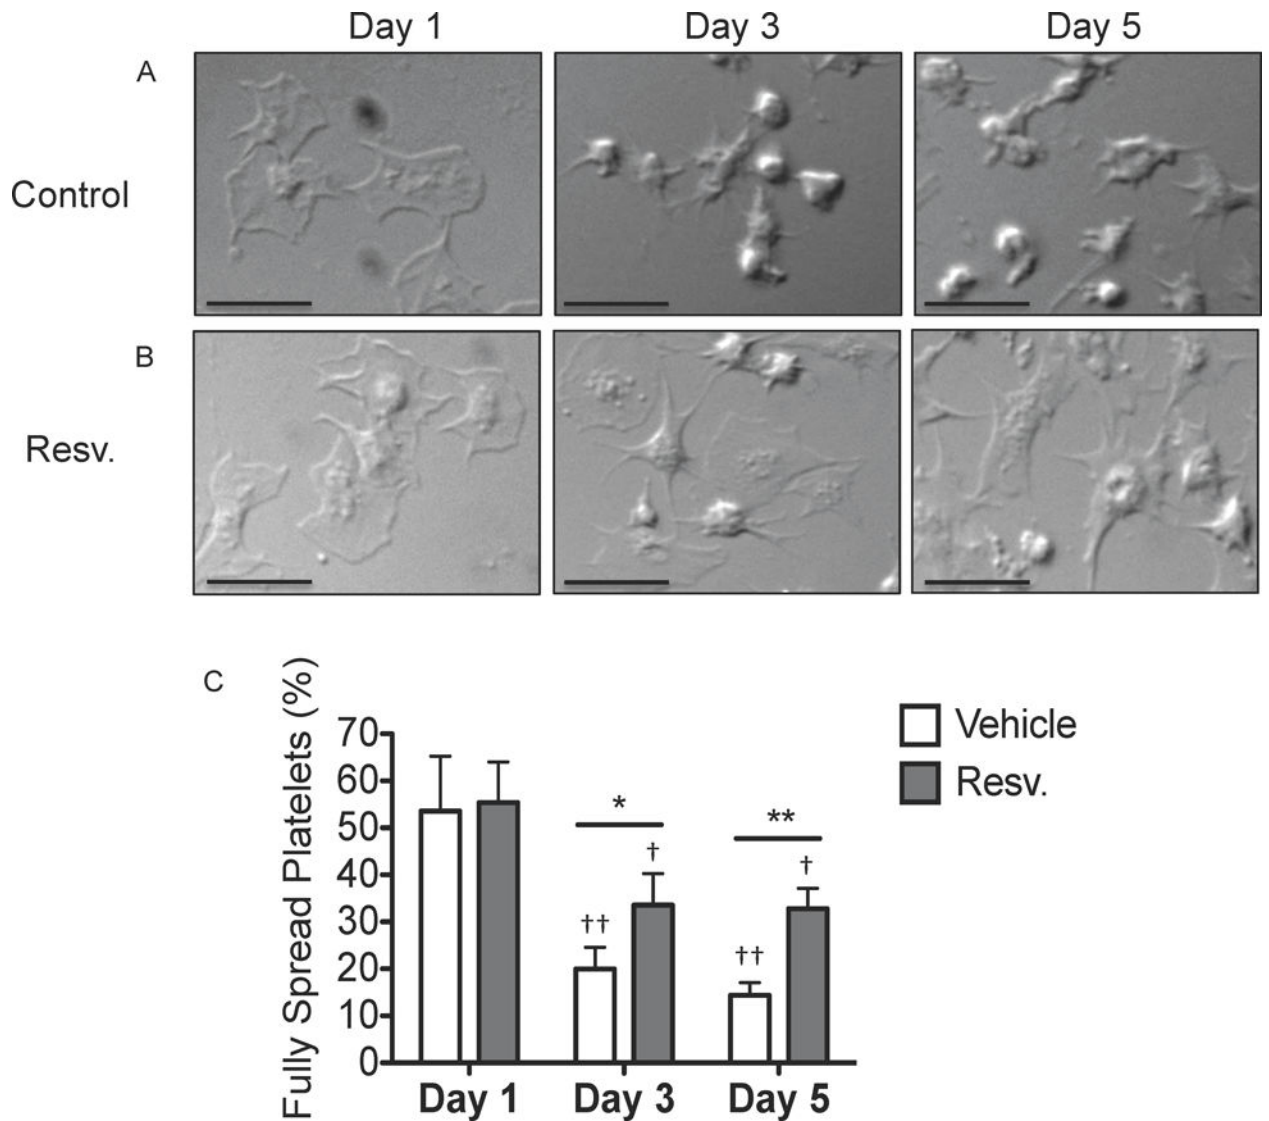 Day 1 Day 3 Day 5
A
Control
B
Resv.
C
Fully Spread Platelets (%)
70
60
50
40
30
20
10
0
*
**
††
†
††
†
Day 1 Day 3 Day 5
Vehicle
Resv.